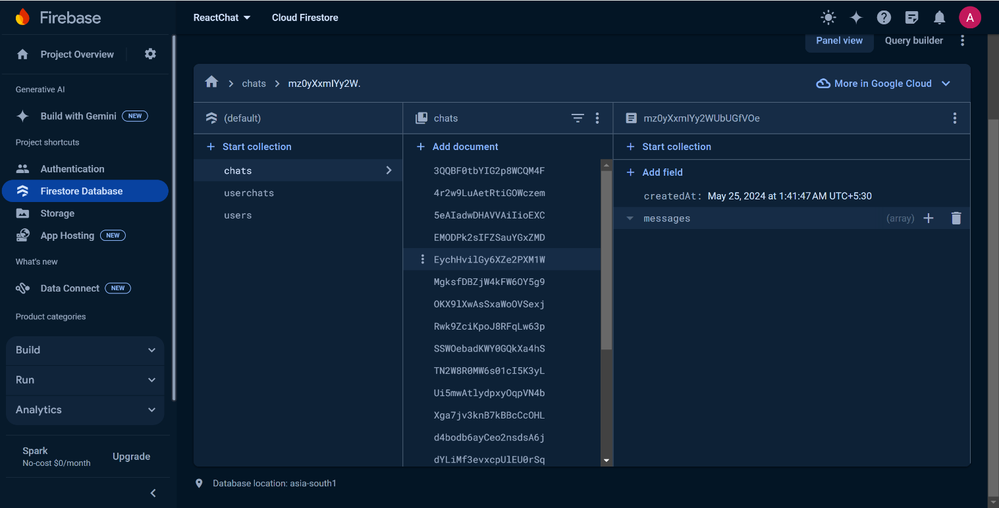 Firebase
ReactChat
Cloud Firestore
A
Project Overview
Generative AI
Build with Gemini NEW
Project shortcuts
Authentication
Firestore Database
Storage
App Hosting NEW
What's new
Data Connect NEW
Product categories
Build
Run
Analytics
Spark
No-cost $0/month
Upgrade
Panel view
Query builder
chats
mz0yXxmlYy2W.
More in Google Cloud
(default)
Start collection
chats
userchats
users
chats
Add document
3QQBF0tbYIG2p8WCQM4F
4r2w9LuAetRtiGOWczem
5eAIadwDHAVVAiIioEXC
EMODPk2sIFZSauYGxZMD
EychHvilGy6XZe2PXM1W
MgksfDBZjW4kFW6OY5g9
OKX9lXwAsSxaWoOVSexj
Rwk9ZciKpoJ8RFqLw63p
SSWOebadKWY0GQkXa4hS
TN2W8R0MW6s01cI5K3yL
Ui5mwAtlydpxyOqpVN4b
Xga7jv3knB7kBBcCcOHL
d4bodb6ayCeo2nsdsA6j
dYLiMf3evxcpUlEU0rSq
mz0yXxmlYy2WUbUGfVOe
Start collection
Add field
createdAt: May 25, 2024 at 1:41:47 AM UTC+5:30
messages (array)
Database location: asia-south1